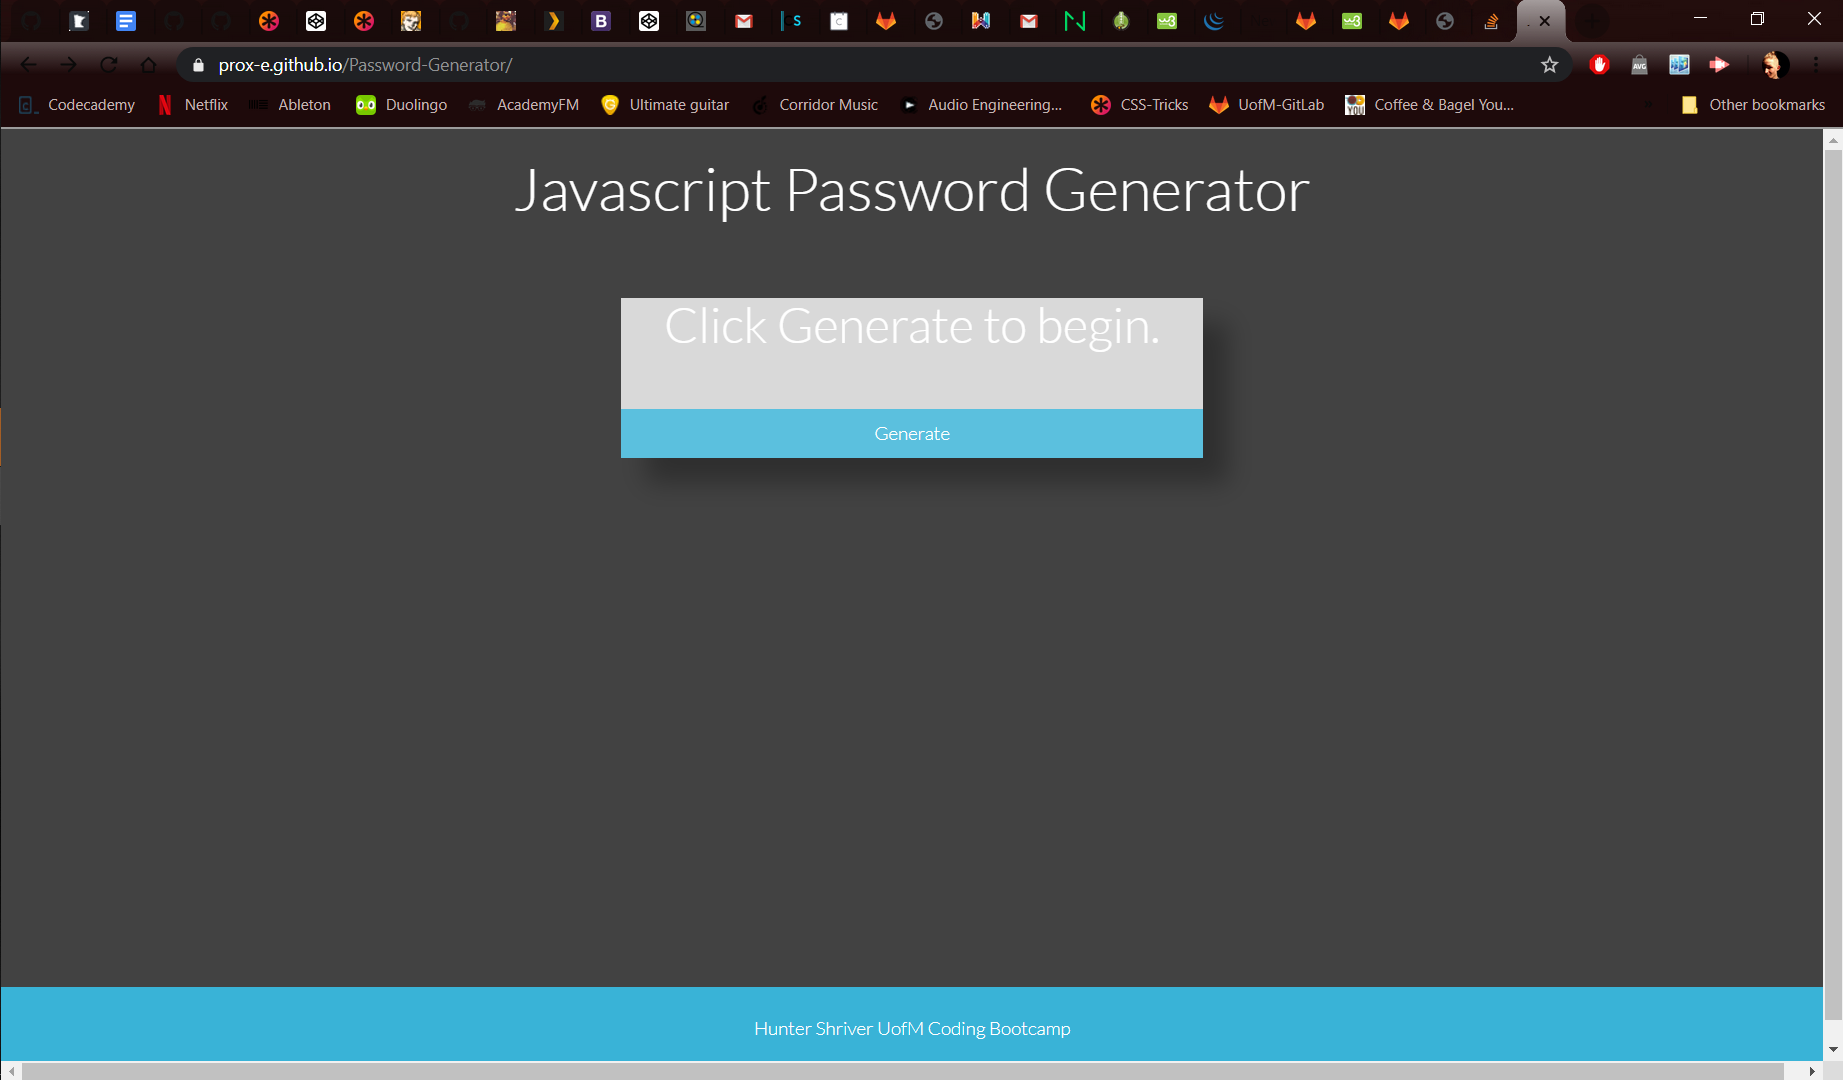 prox-e.github.io/Password-Generator/
Codecademy Netflix Ableton Duolingo AcademyFM Ultimate guitar Corridor Music Audio Engineering... CSS-Tricks UofM-GitLab Coffee & Bagel You... Other bookmarks
Javascript Password Generator
Click Generate to begin.
Generate
Hunter Shriver UofM Coding Bootcamp